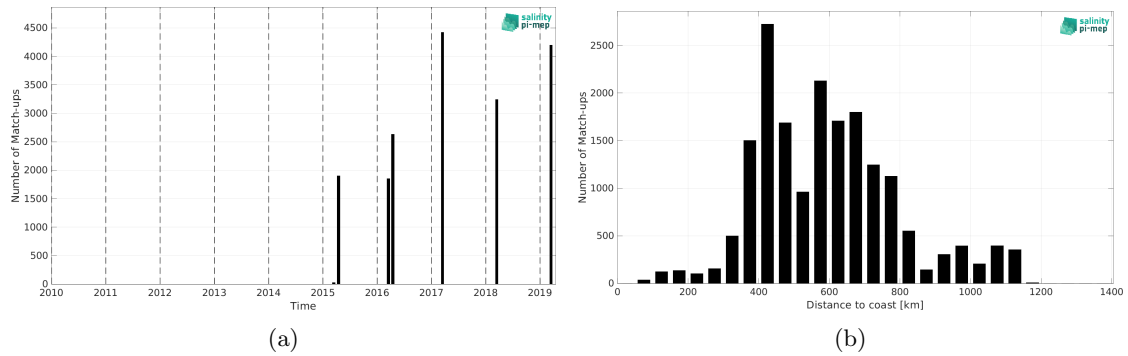 salinity
pi-mep
4500
4000
3500
3000
2500
2000
1500
1000
500
0
Number of Match-ups
2010 2011 2012 2013 2014 2015 2016 2017 2018 2019
Time
(a)
salinity
pi-mep
2500
2000
1500
1000
500
0
Number of Match-ups
0 200 400 600 800 1000 1200 1400
Distance to coast [km]
(b)